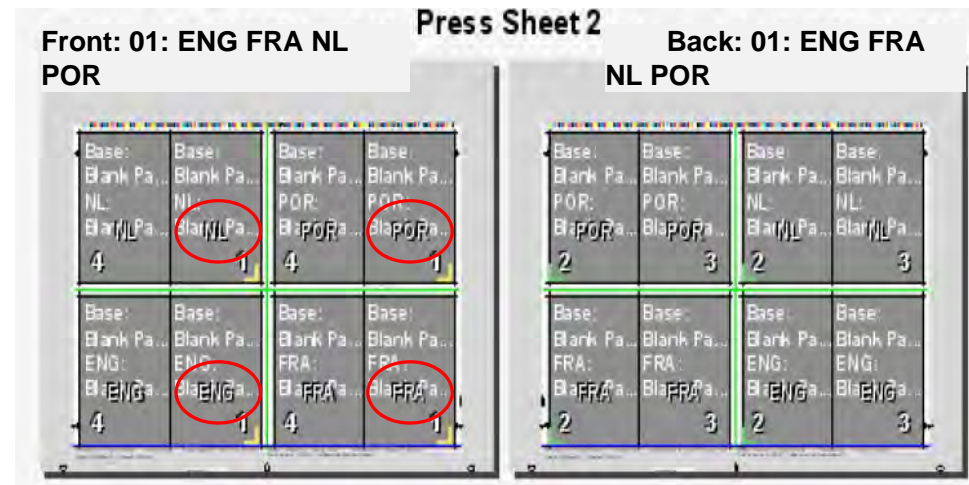 Press Sheet 2
Front: 01: ENG FRA NL
POR
Back: 01: ENG FRA
NL POR
Base: Base: Base: Base:
Blank Pa... Blank Pa... Blank Pa... Blank Pa...
NL: NL: POR: POR:
NL NL POR POR
4 1 4 1
Base: Base: Base: Base:
Blank Pa... Blank Pa... Blank Pa... Blank Pa...
ENG: ENG: FRA: FRA:
ENG ENG FRA FRA
4 1 4 1
Base: Base: Base: Base:
Blank Pa... Blank Pa... Blank Pa... Blank Pa...
POR: POR: NL: NL:
POR POR NL NL
2 3 2 3
Base: Base: Base: Base:
Blank Pa... Blank Pa... Blank Pa... Blank Pa...
FRA: FRA: ENG: ENG:
FRA FRA ENG ENG
2 3 2 3